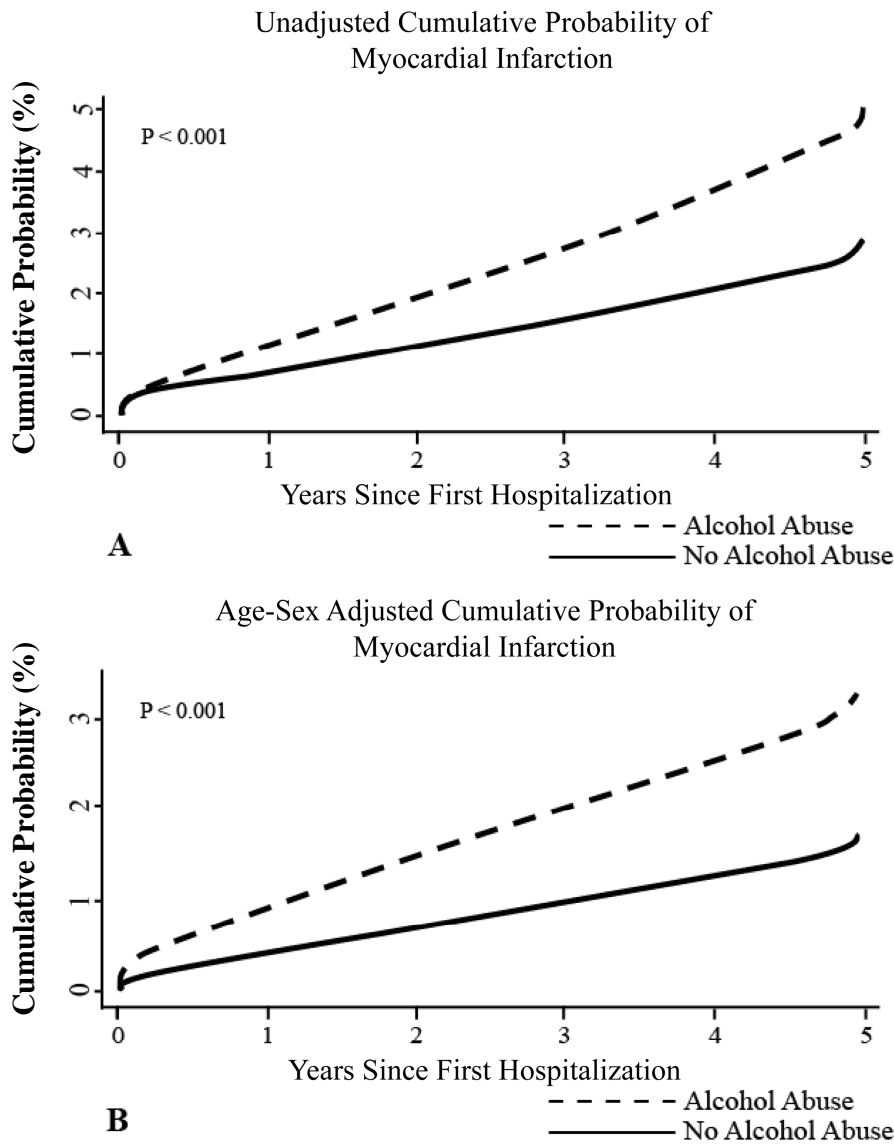 Unadjusted Cumulative Probability of
Myocardial Infarction
Cumulative Probability (%)
5
4
3
2
1
0
P < 0.001
0 1 2 3 4 5
Years Since First Hospitalization
Alcohol Abuse
No Alcohol Abuse
A
Age-Sex Adjusted Cumulative Probability of
Myocardial Infarction
Cumulative Probability (%)
3
2
1
0
P < 0.001
0 1 2 3 4 5
Years Since First Hospitalization
Alcohol Abuse
No Alcohol Abuse
B